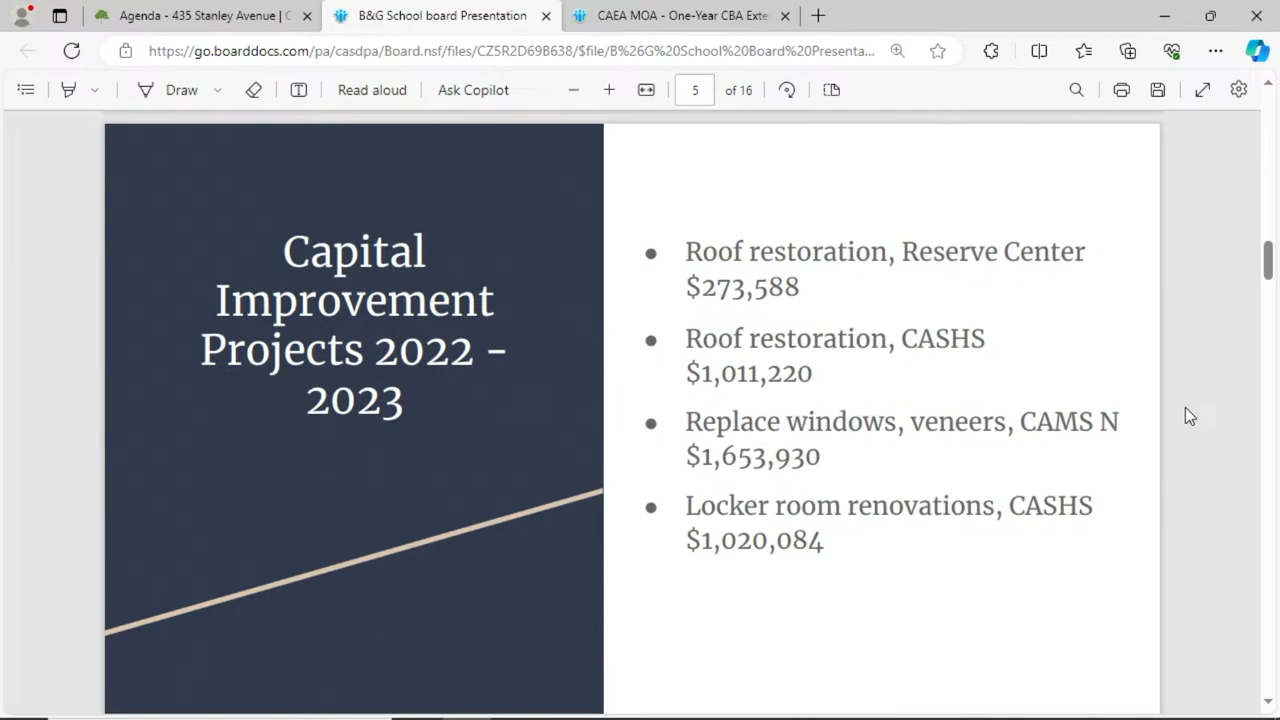 Agenda - 435 Stanley Avenue | C
B&G School board Presentation
CAEA MOA - One-Year CBA Exte
https://go.boarddocs.com/pa/casdpa/Board.nsf/files/CZ5R2D69B638/$file/B%26G%20School%20Board%20Presenta...
Draw
Read aloud
Ask Copilot
5
of 16
Capital
Improvement
Projects 2022 -
2023
● Roof restoration, Reserve Center
$273,588
● Roof restoration, CASHS
$1,011,220
● Replace windows, veneers, CAMS N
$1,653,930
● Locker room renovations, CASHS
$1,020,084